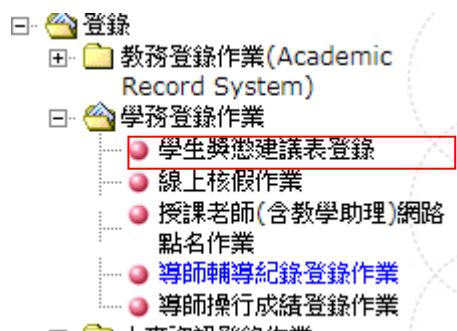 登錄
教務登錄作業(Academic
Record System)
學務登錄作業
學生獎懲建議表登錄
線上核假作業
授課老師(含教學助理)網路
點名作業
導師輔導紀錄登錄作業
導師操行成績登錄作業